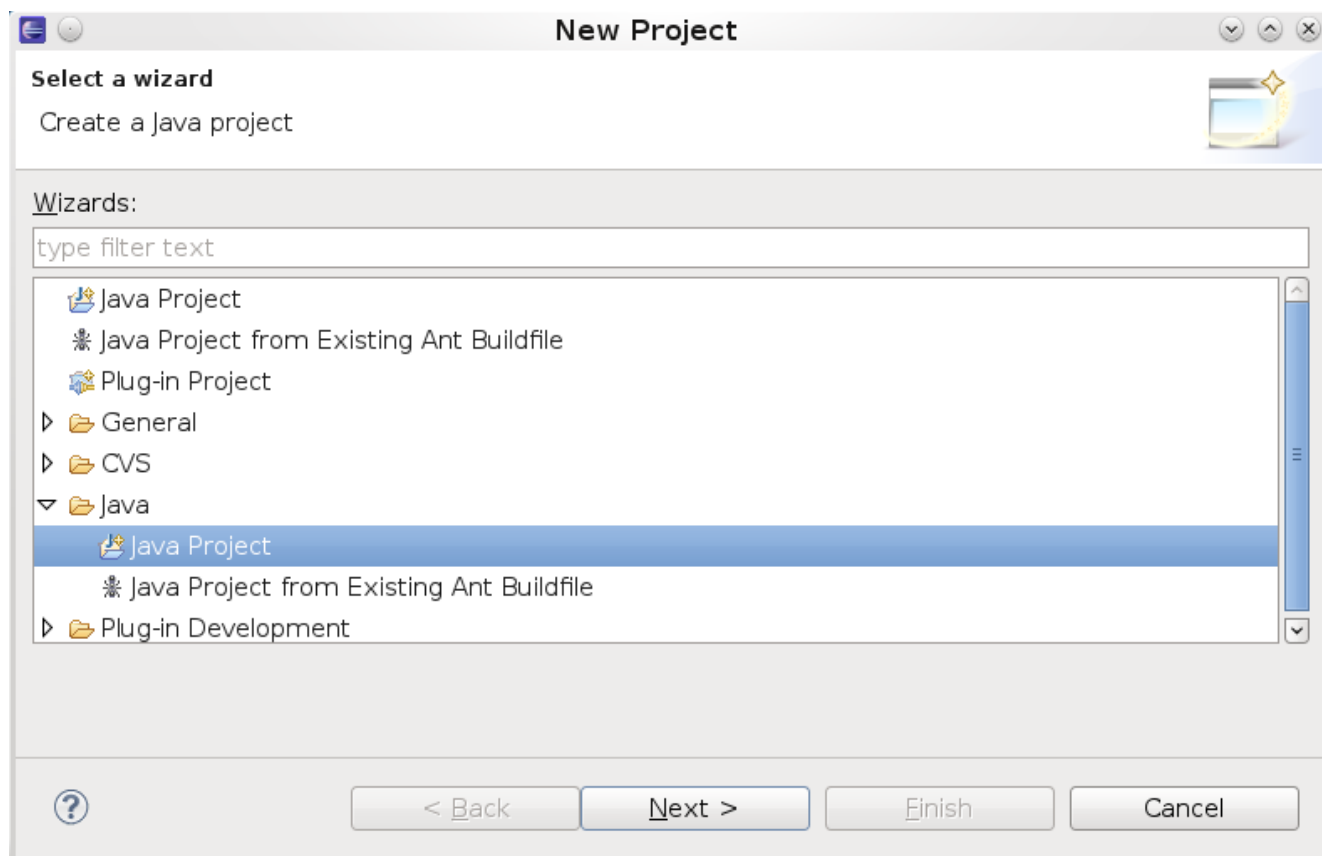 New Project
Select a wizard
Create a Java project
Wizards:
type filter text
Java Project
Java Project from Existing Ant Buildfile
Plug-in Project
General
CVS
Java
Java Project
Java Project from Existing Ant Buildfile
Plug-in Development
?
< Back Next > Finish Cancel